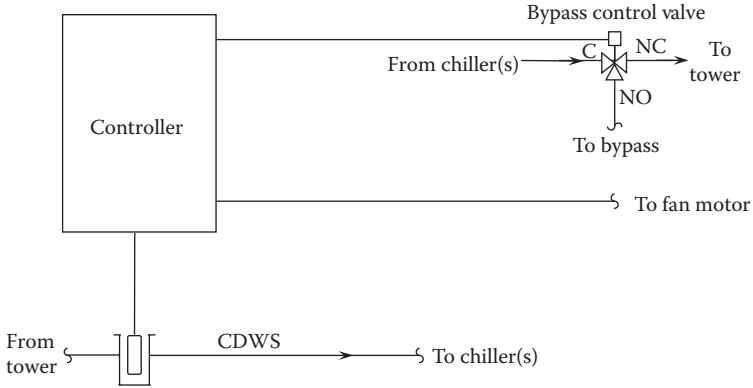 Bypass control valve
From chiller(s)
C
NC
To
tower
NO
To bypass
Controller
To fan motor
From
tower
CDWS
To chiller(s)